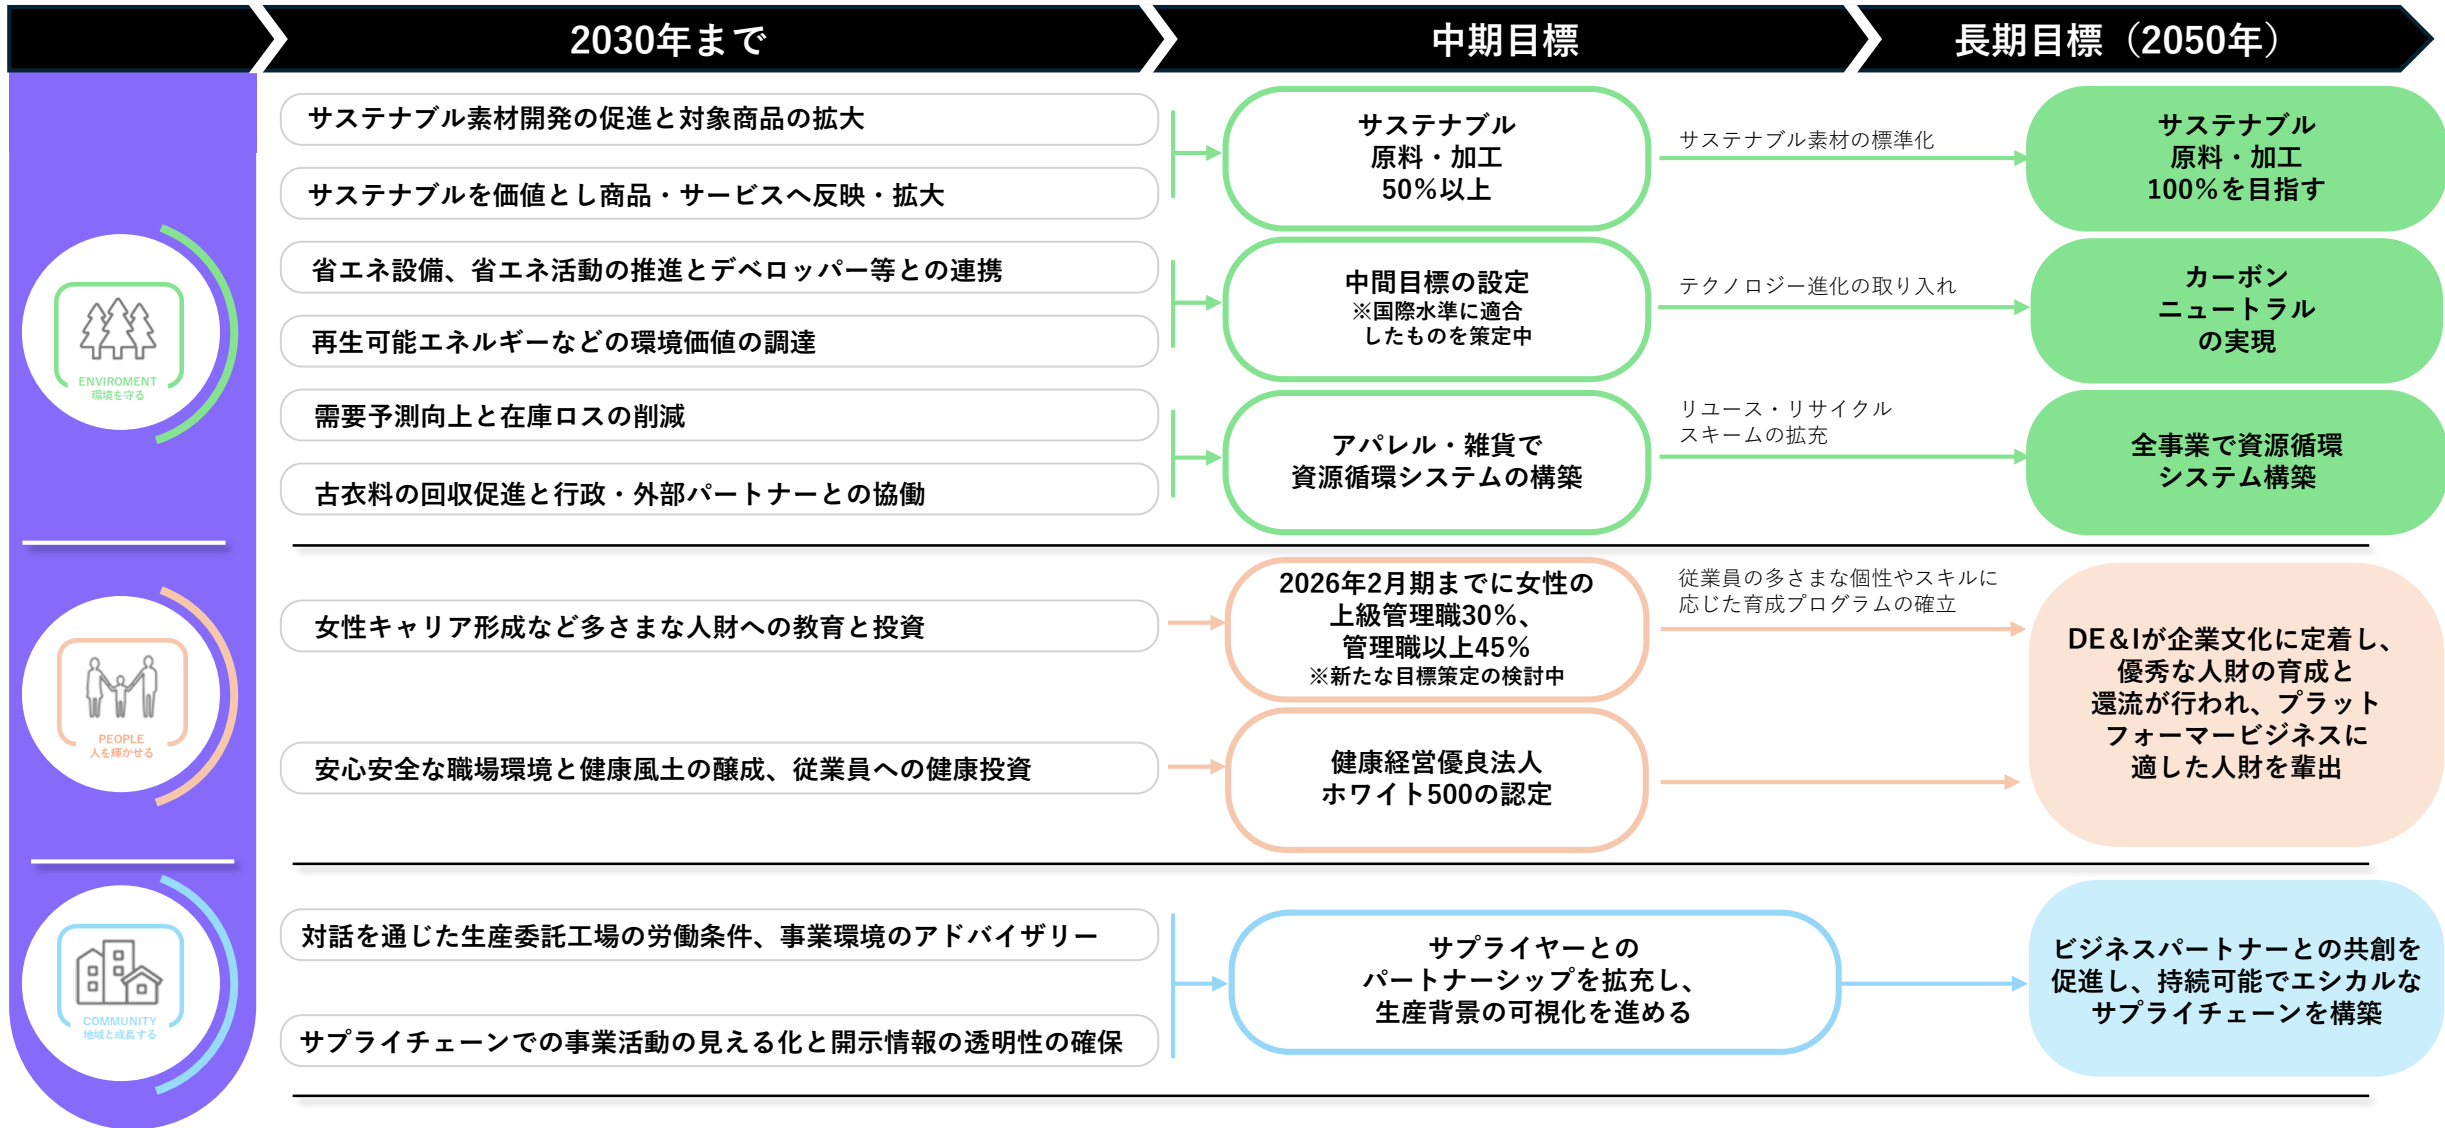 2030年まで
中期目標
長期目標（2050年）
サステナブル素材開発の促進と対象商品の拡大
サステナブルを価値とし商品・サービスへ反映・拡大
サステナブル
原料・加工
50%以上
サステナブル素材の標準化
サステナブル
原料・加工
100%を目指す
省エネ設備、省エネ活動の推進とデベロッパー等との連携
再生可能エネルギーなどの環境価値の調達
中間目標の設定
※国際水準に適合
したものを策定中
テクノロジー進化の取り入れ
カーボン
ニュートラル
の実現
ENVIROMENT
環境を守る
需要予測向上と在庫ロスの削減
古衣料の回収促進と行政・外部パートナーとの協働
アパレル・雑貨で
資源循環システムの構築
リユース・リサイクル
スキームの拡充
全事業で資源循環
システム構築
PEOPLE
人を輝かせる
女性キャリア形成など多さまな人財への教育と投資
2026年2月期までに女性の
上級管理職30%、
管理職以上45%
※新たな目標策定の検討中
従業員の多さまな個性やスキルに
応じた育成プログラムの確立
安心安全な職場環境と健康風土の醸成、従業員への健康投資
健康経営優良法人
ホワイト500の認定
DE&Iが企業文化に定着し、
優秀な人財の育成と
還流が行われ、プラット
フォーマービジネスに
適した人財を輩出
COMMUNITY
地域と成長する
対話を通じた生産委託工場の労働条件、事業環境のアドバイザリー
サプライチェーンでの事業活動の見える化と開示情報の透明性の確保
サプライヤーとの
パートナーシップを拡充し、
生産背景の可視化を進める
ビジネスパートナーとの共創を
促進し、持続可能でエシカルな
サプライチェーンを構築